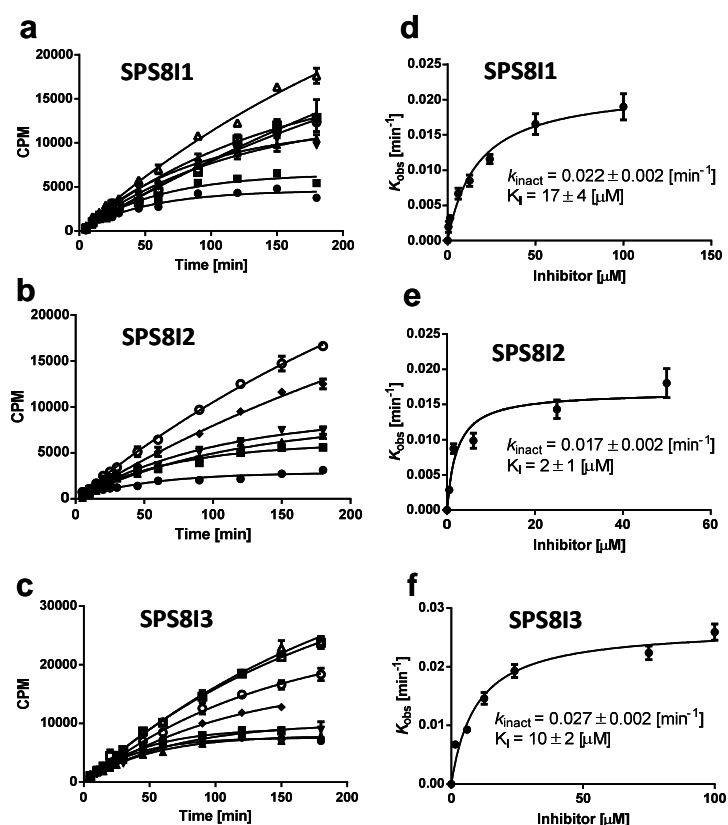 a
SPS8I1
20000
15000
10000
5000
0
CPM
0 50 100 150 200
Time [min]
d
SPS8I1
0.025
0.020
0.015
0.010
0.005
0.000
Kobs [min-1]
kinact = 0.022 ± 0.002 [min-1]
KI = 17 ± 4 [µM]
0 50 100 150
Inhibitor [µM]
b
SPS8I2
20000
15000
10000
5000
0
CPM
0 50 100 150 200
Time [min]
e
SPS8I2
0.025
0.020
0.015
0.010
0.005
0.000
Kobs [min-1]
kinact = 0.017 ± 0.002 [min-1]
KI = 2 ± 1 [µM]
0 20 40 60
Inhibitor [µM]
c
SPS8I3
30000
20000
10000
0
CPM
0 50 100 150 200
Time [min]
f
SPS8I3
0.03
0.02
0.01
0.00
Kobs [min-1]
kinact = 0.027 ± 0.002 [min-1]
KI = 10 ± 2 [µM]
0 50 100
Inhibitor [µM]